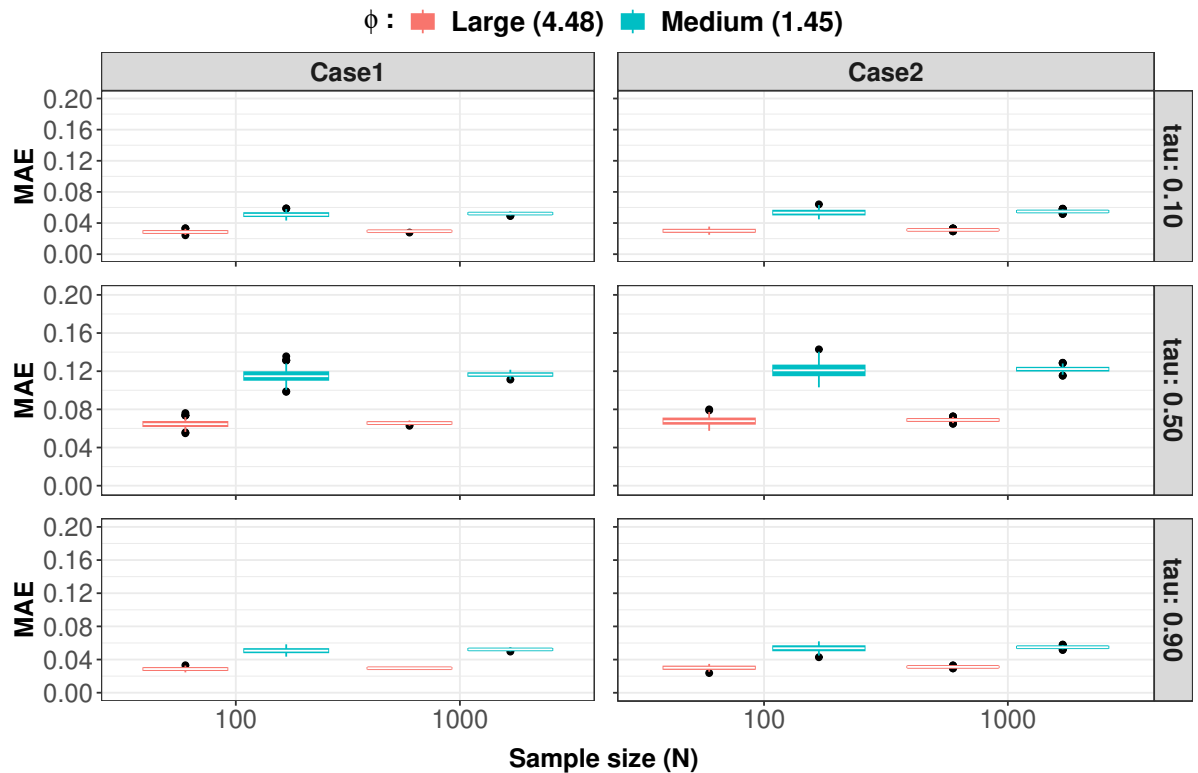 ϕ : Large (4.48) Medium (1.45)
Case1 Case2
0.20
0.16
0.12
0.08
0.04
0.00
MAE
tau: 0.10
0.20
0.16
0.12
0.08
0.04
0.00
MAE
tau: 0.50
0.20
0.16
0.12
0.08
0.04
0.00
MAE
tau: 0.90
100 1000 100 1000
Sample size (N)